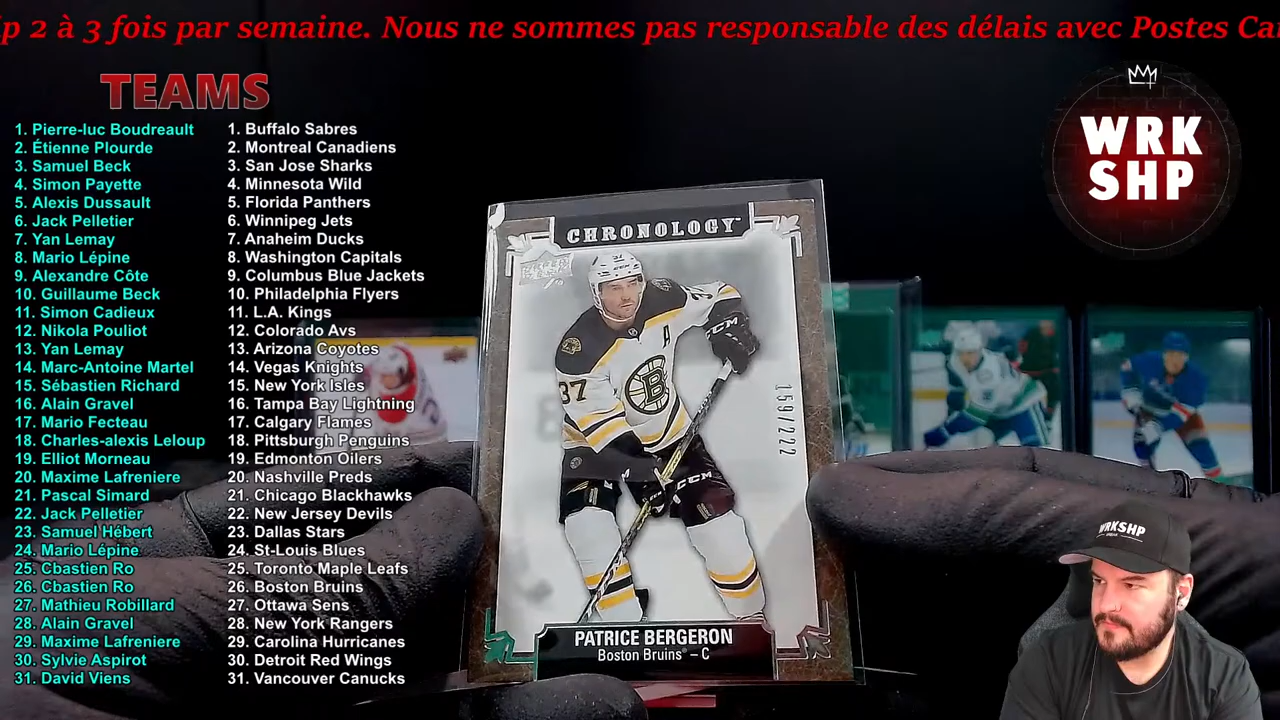 p 2 à 3 fois par semaine. Nous ne sommes pas responsable des délais avec Postes Ca
TEAMS
1. Pierre-luc Boudreault
2. Étienne Plourde
3. Samuel Beck
4. Simon Payette
5. Alexis Dussault
6. Jack Pelletier
7. Yan Lemay
8. Mario Lépine
9. Alexandre Côte
10. Guillaume Beck
11. Simon Cadieux
12. Nikola Pouliot
13. Yan Lemay
14. Marc-Antoine Martel
15. Sébastien Richard
16. Alain Gravel
17. Mario Fecteau
18. Charles-alexis Leloup
19. Elliot Morneau
20. Maxime Lafreniere
21. Pascal Simard
22. Jack Pelletier
23. Samuel Hébert
24. Mario Lépine
25. Cbastien Ro
26. Cbastien Ro
27. Mathieu Robillard
28. Alain Gravel
29. Maxime Lafreniere
30. Sylvie Aspirot
31. David Viens
1. Buffalo Sabres
2. Montreal Canadiens
3. San Jose Sharks
4. Minnesota Wild
5. Florida Panthers
6. Winnipeg Jets
7. Anaheim Ducks
8. Washington Capitals
9. Columbus Blue Jackets
10. Philadelphia Flyers
11. L.A. Kings
12. Colorado Avs
13. Arizona Coyotes
14. Vegas Knights
15. New York Isles
16. Tampa Bay Lightning
17. Calgary Flames
18. Pittsburgh Penguins
19. Edmonton Oilers
20. Nashville Preds
21. Chicago Blackhawks
22. New Jersey Devils
23. Dallas Stars
24. St-Louis Blues
25. Toronto Maple Leafs
26. Boston Bruins
27. Ottawa Sens
28. New York Rangers
29. Carolina Hurricanes
30. Detroit Red Wings
31. Vancouver Canucks
CHRONOLOGY™
37
A
CCM
37
B
CCM
159/222
PATRICE BERGERON
Boston Bruins® – C
WRK
SHP
WRKSHP